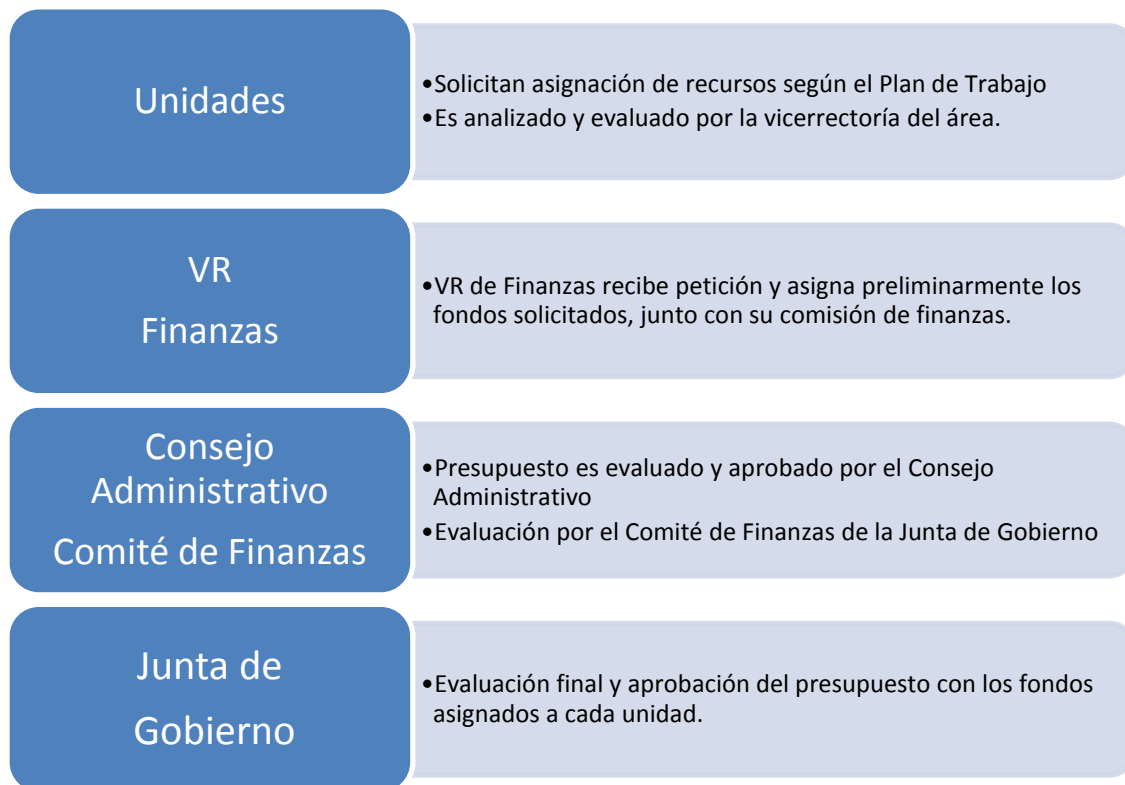 Unidades
•Solicitan asignación de recursos según el Plan de Trabajo
•Es analizado y evaluado por la vicerrectoría del área.
VR
Finanzas
•VR de Finanzas recibe petición y asigna preliminarmente los
fondos solicitados, junto con su comisión de finanzas.
Consejo
Administrativo
Comité de Finanzas
•Presupuesto es evaluado y aprobado por el Consejo
Administrativo
•Evaluación por el Comité de Finanzas de la Junta de Gobierno
Junta de
Gobierno
•Evaluación final y aprobación del presupuesto con los fondos
asignados a cada unidad.